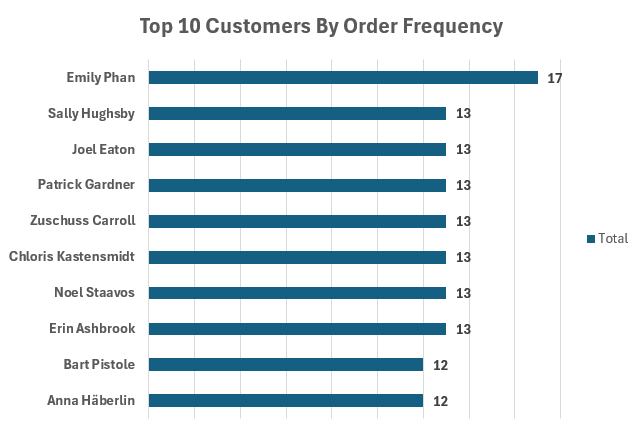 Top 10 Customers By Order Frequency
Emily Phan 17
Sally Hughsby 13
Joel Eaton 13
Patrick Gardner 13
Zuschuss Carroll 13
Chloris Kastensmidt 13
Noel Staavos 13
Erin Ashbrook 13
Bart Pistole 12
Anna Häberlin 12
Total